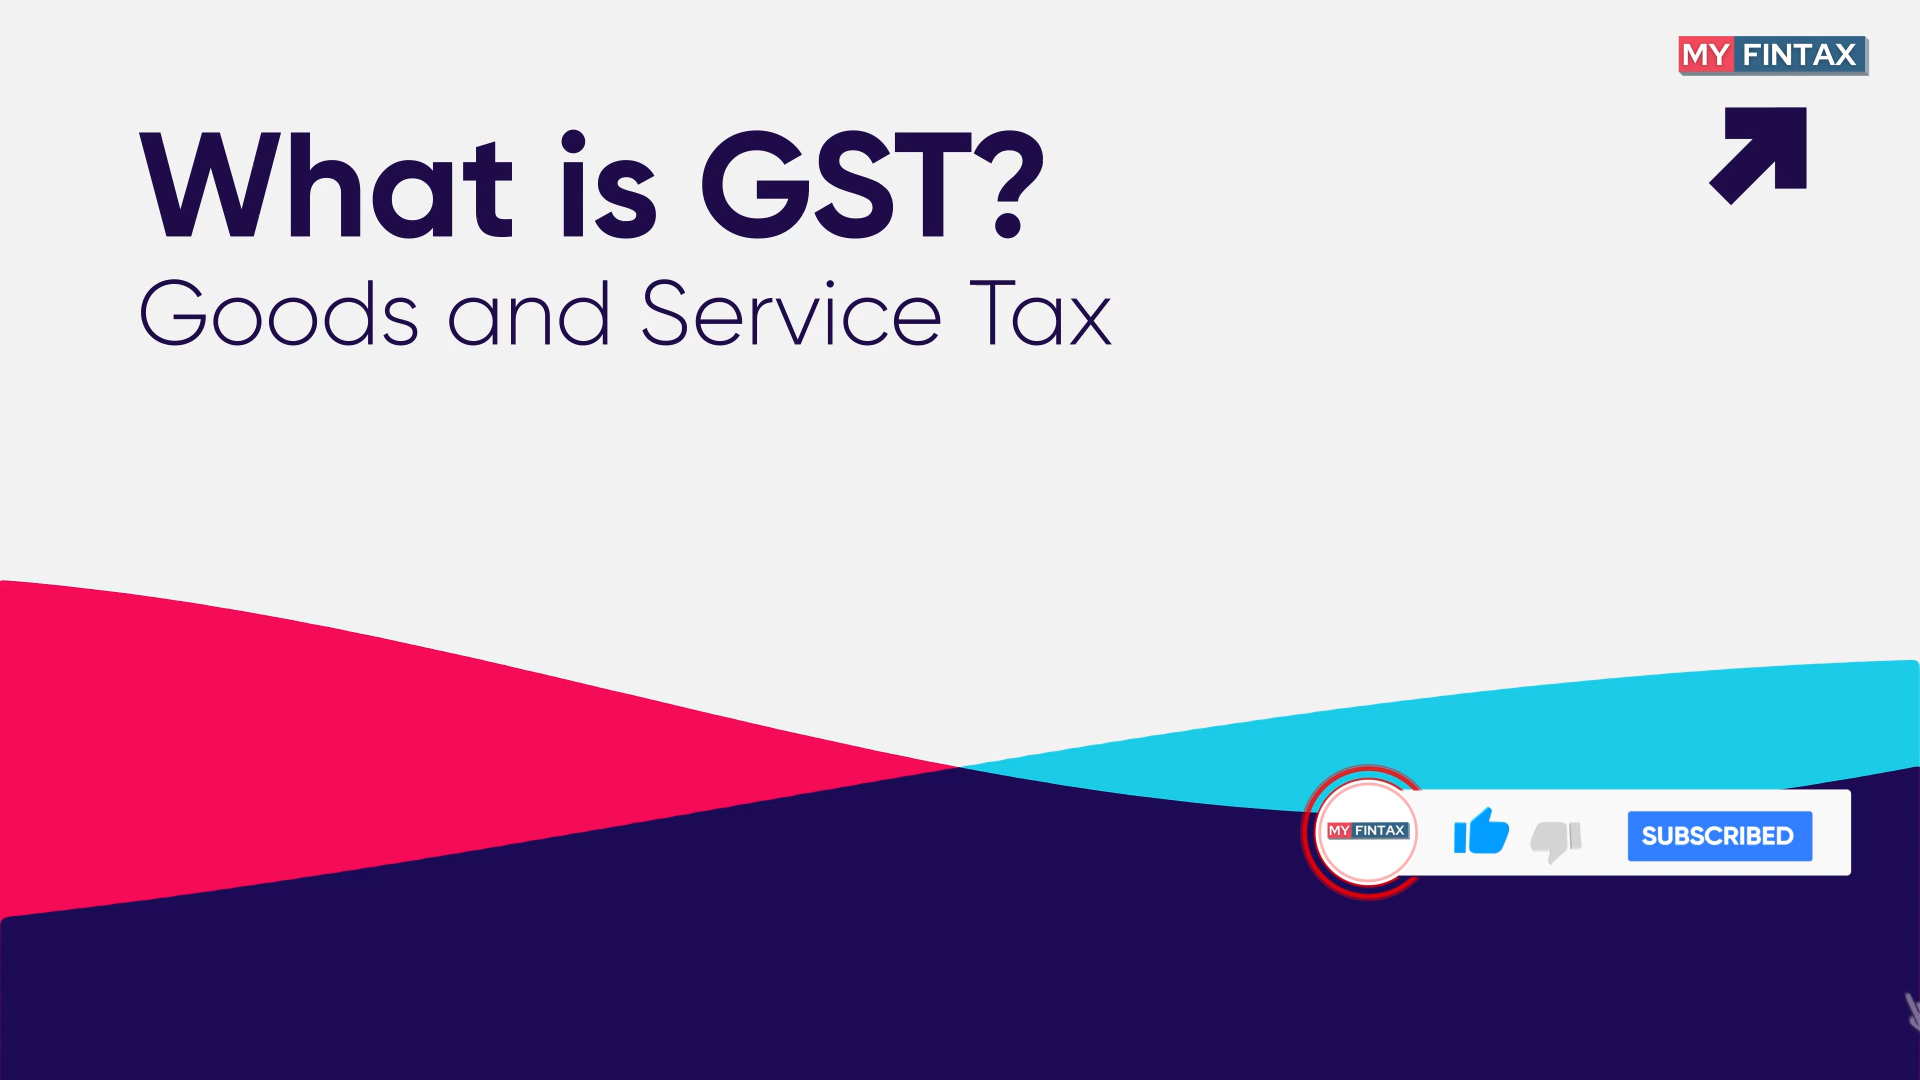 MY FINTAX
What is GST?
Goods and Service Tax
MY FINTAX
SUBSCRIBED